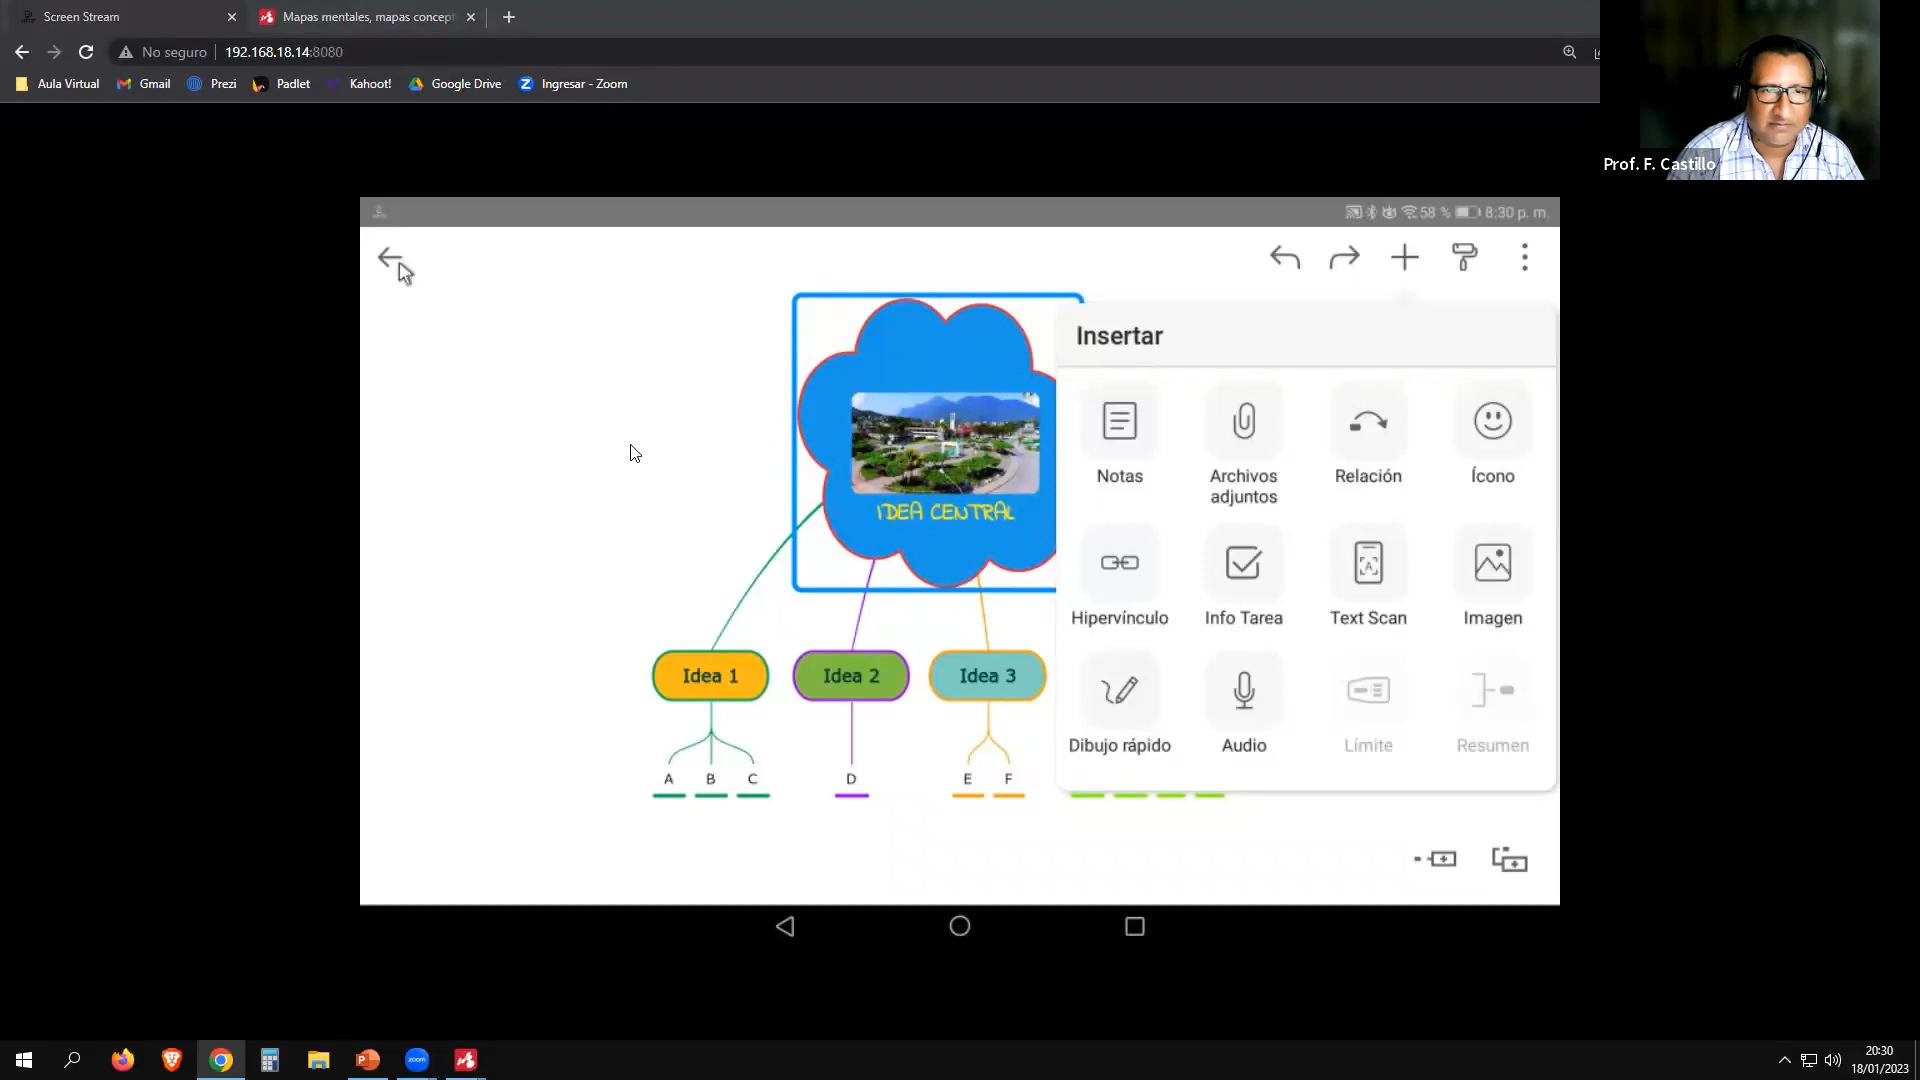 Screen Stream
Mapas mentales, mapas concept
No seguro
192.168.18.14:8080
Aula Virtual
Gmail
Prezi
Padlet
Kahoot!
Google Drive
Ingresar - Zoom
Prof. F. Castillo
58 %
8:30 p. m.
Insertar
Notas
Archivos
adjuntos
Relación
Ícono
IDEA CENTRAL
Hipervínculo
Info Tarea
Text Scan
Imagen
Idea 1
Idea 2
Idea 3
Dibujo rápido
Audio
Límite
Resumen
A
B
C
D
E
F
zoom
20:30
18/01/2023